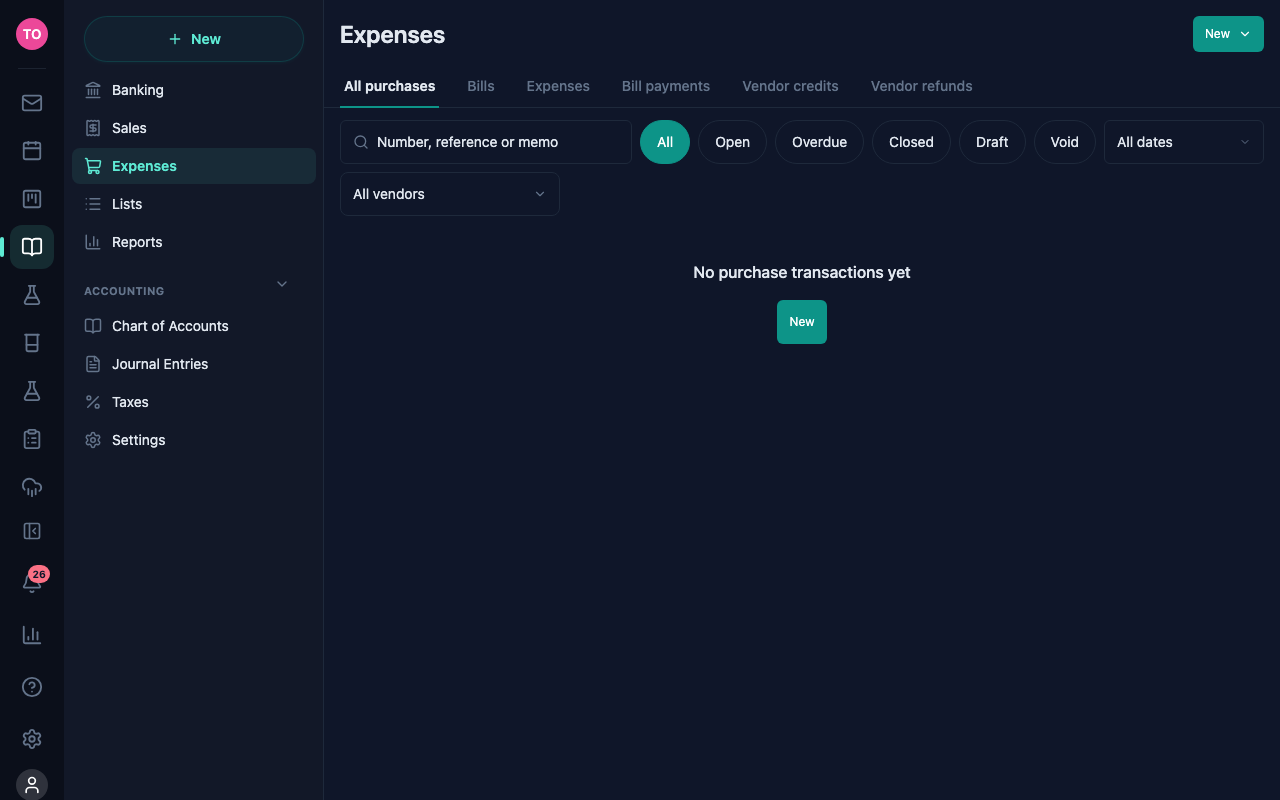 TO
26
New
Banking
Sales
Expenses
Lists
Reports
ACCOUNTING
Chart of Accounts
Journal Entries
Taxes
Settings
Expenses
New
All purchases Bills Expenses Bill payments Vendor credits Vendor refunds
Number, reference or memo All Open Overdue Closed Draft Void All dates
All vendors
No purchase transactions yet
New